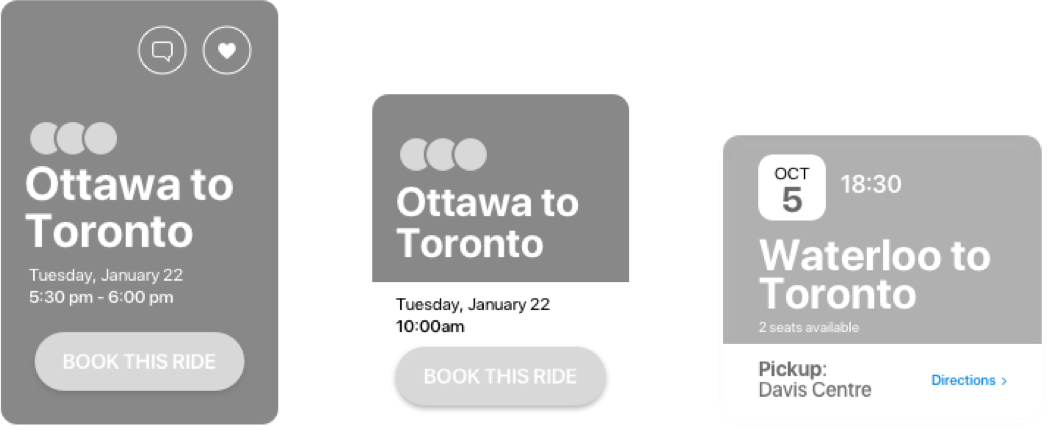 Ottawa to
Toronto
Tuesday, January 22
5:30 pm - 6:00 pm
BOOK THIS RIDE
Ottawa to
Toronto
Tuesday, January 22
10:00am
BOOK THIS RIDE
OCT
5
18:30
Waterloo to
Toronto
2 seats available
Pickup:
Davis Centre
Directions >